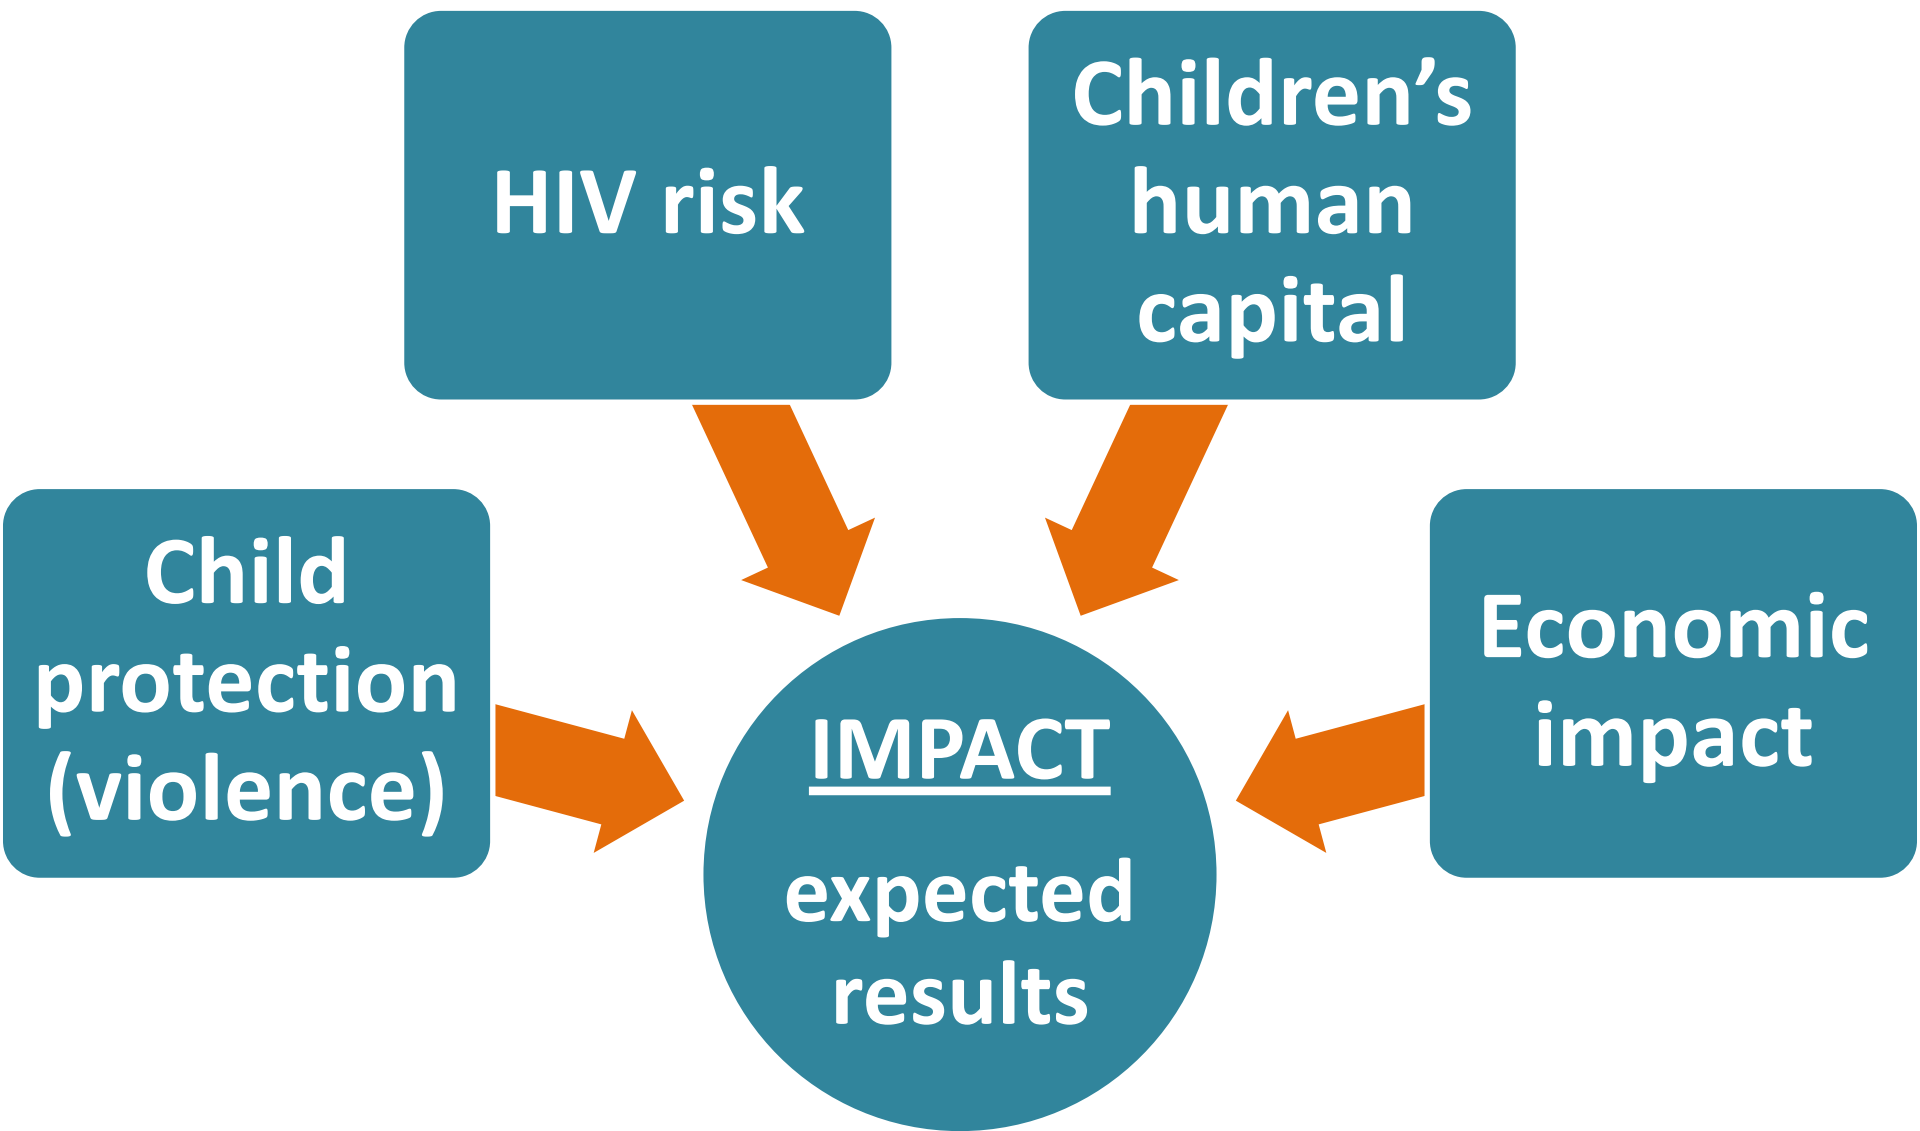 HIV risk
Children’s
human
capital
Child
protection
(violence)
Economic
impact
IMPACT
expected
results